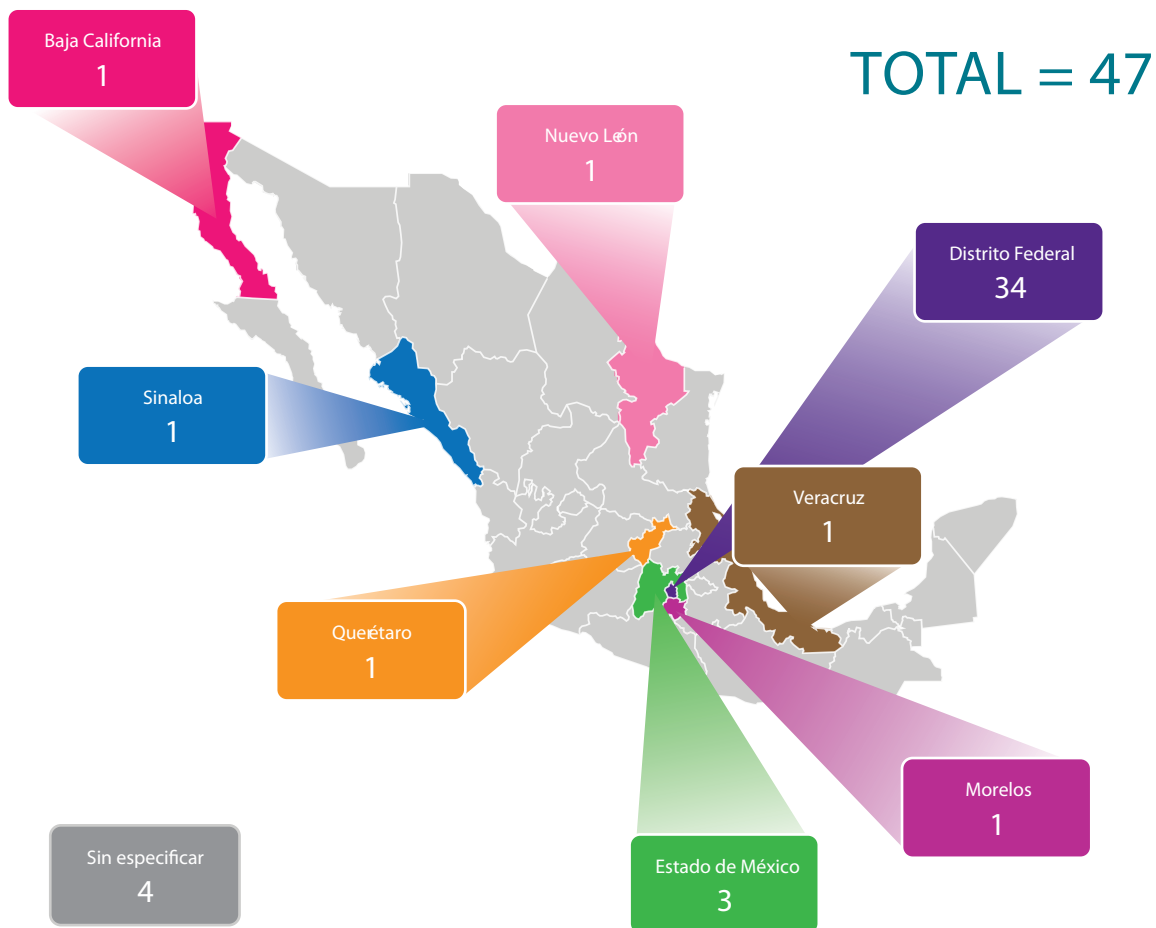 Baja California
1
TOTAL = 47
Nuevo León
1
Distrito Federal
34
Sinaloa
1
Veracruz
1
Querétaro
1
Morelos
1
Sin especificar
4
Estado de México
3